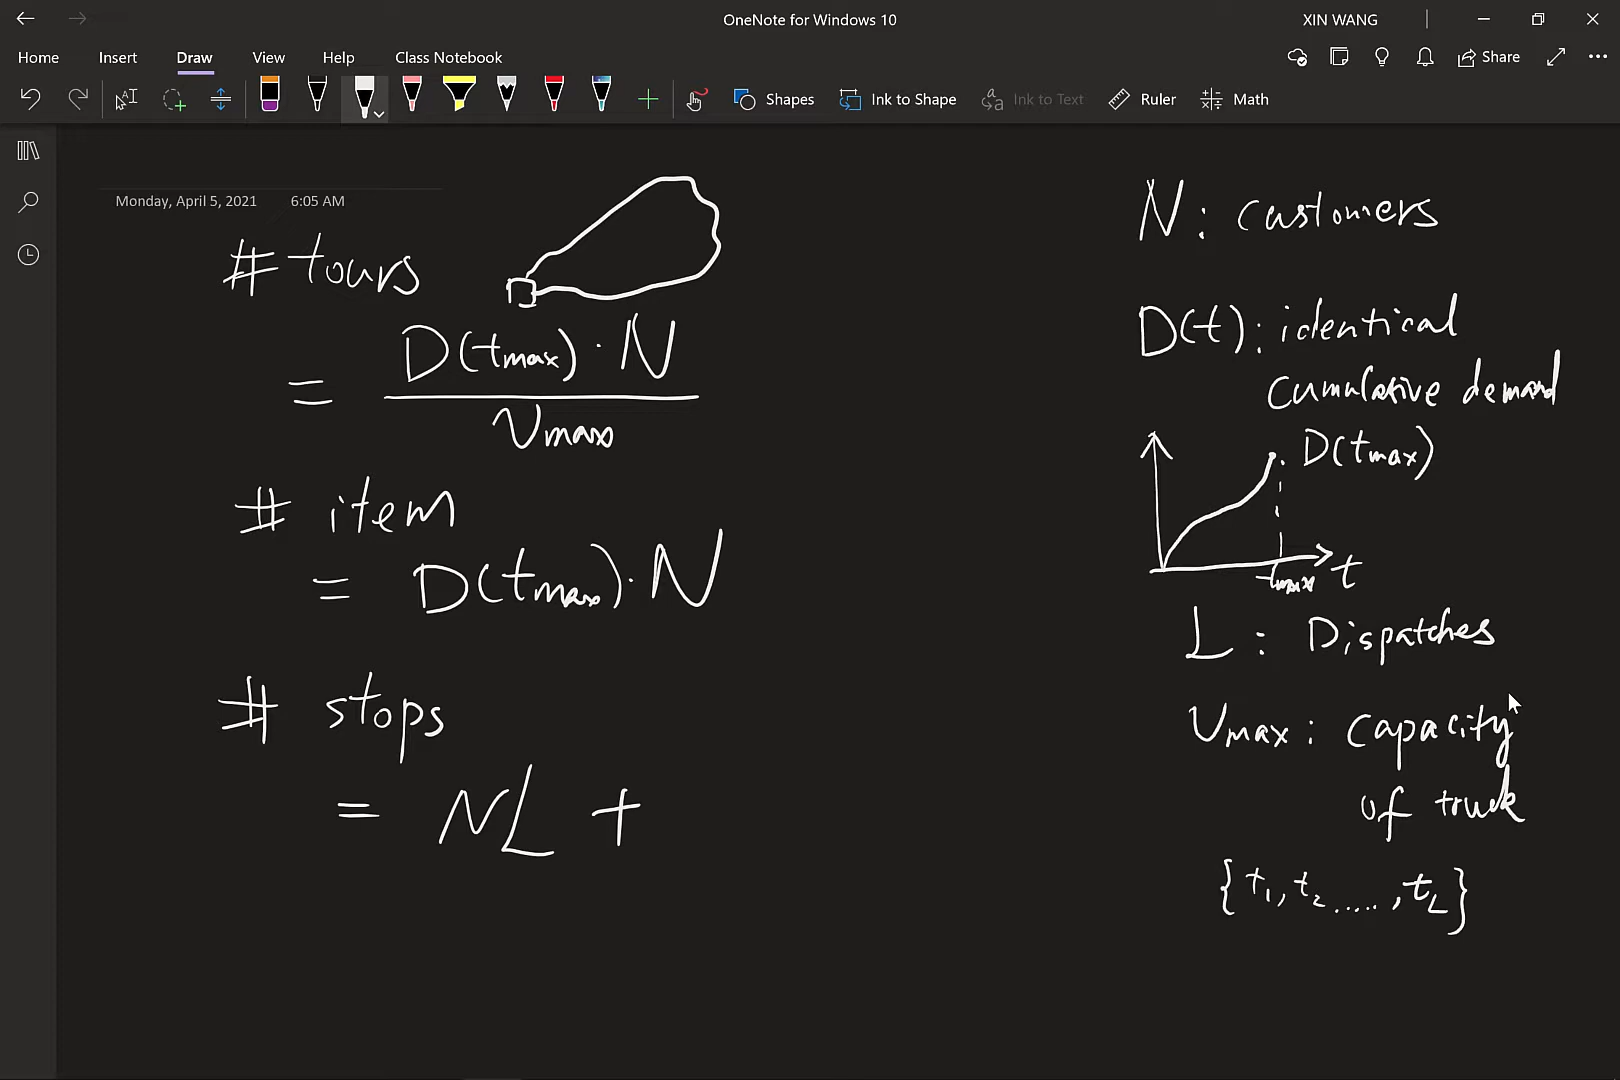 OneNote for Windows 10
XIN WANG
Home Insert Draw View Help Class Notebook
Share
Shapes Ink to Shape Ink to Text Ruler Math
Monday, April 5, 2021 6:05 AM
# tours
= D(tmax) · N
Vmax
# item
= D(tmax) · N
# stops
= NL +
N: customers
D(t): identical
cumulative demand
D(tmax)
tmax t
L: Dispatches
Vmax: capacity
of truck
{t1, t2 ....., tL}